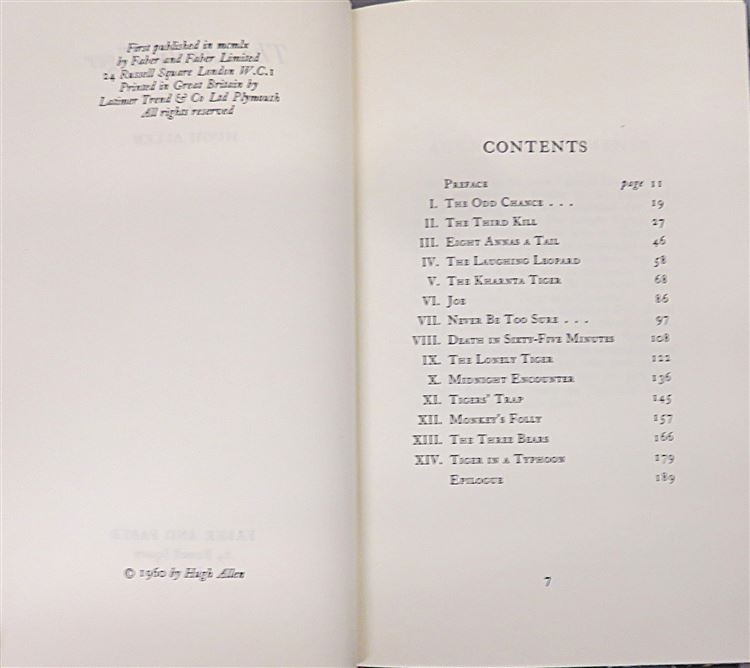 First published in mcmlx
by Faber and Faber Limited
24 Russell Square London W.C.1
Printed in Great Britain by
Latimer Trend & Co Ltd Plymouth
All rights reserved
© 1960 by Hugh Allen
CONTENTS
PREFACE page 11
I. THE ODD CHANCE . . . 19
II. THE THIRD KILL 27
III. EIGHT ANNAS A TAIL 46
IV. THE LAUGHING LEOPARD 58
V. THE KHARNTA TIGER 68
VI. JOE 86
VII. NEVER BE TOO SURE . . . 97
VIII. DEATH IN SIXTY-FIVE MINUTES 108
IX. THE LONELY TIGER 122
X. MIDNIGHT ENCOUNTER 136
XI. TIGERS' TRAP 145
XII. MONKEY'S FOLLY 157
XIII. THE THREE BEARS 166
XIV. TIGER IN A TYPHOON 179
EPILOGUE 189
7